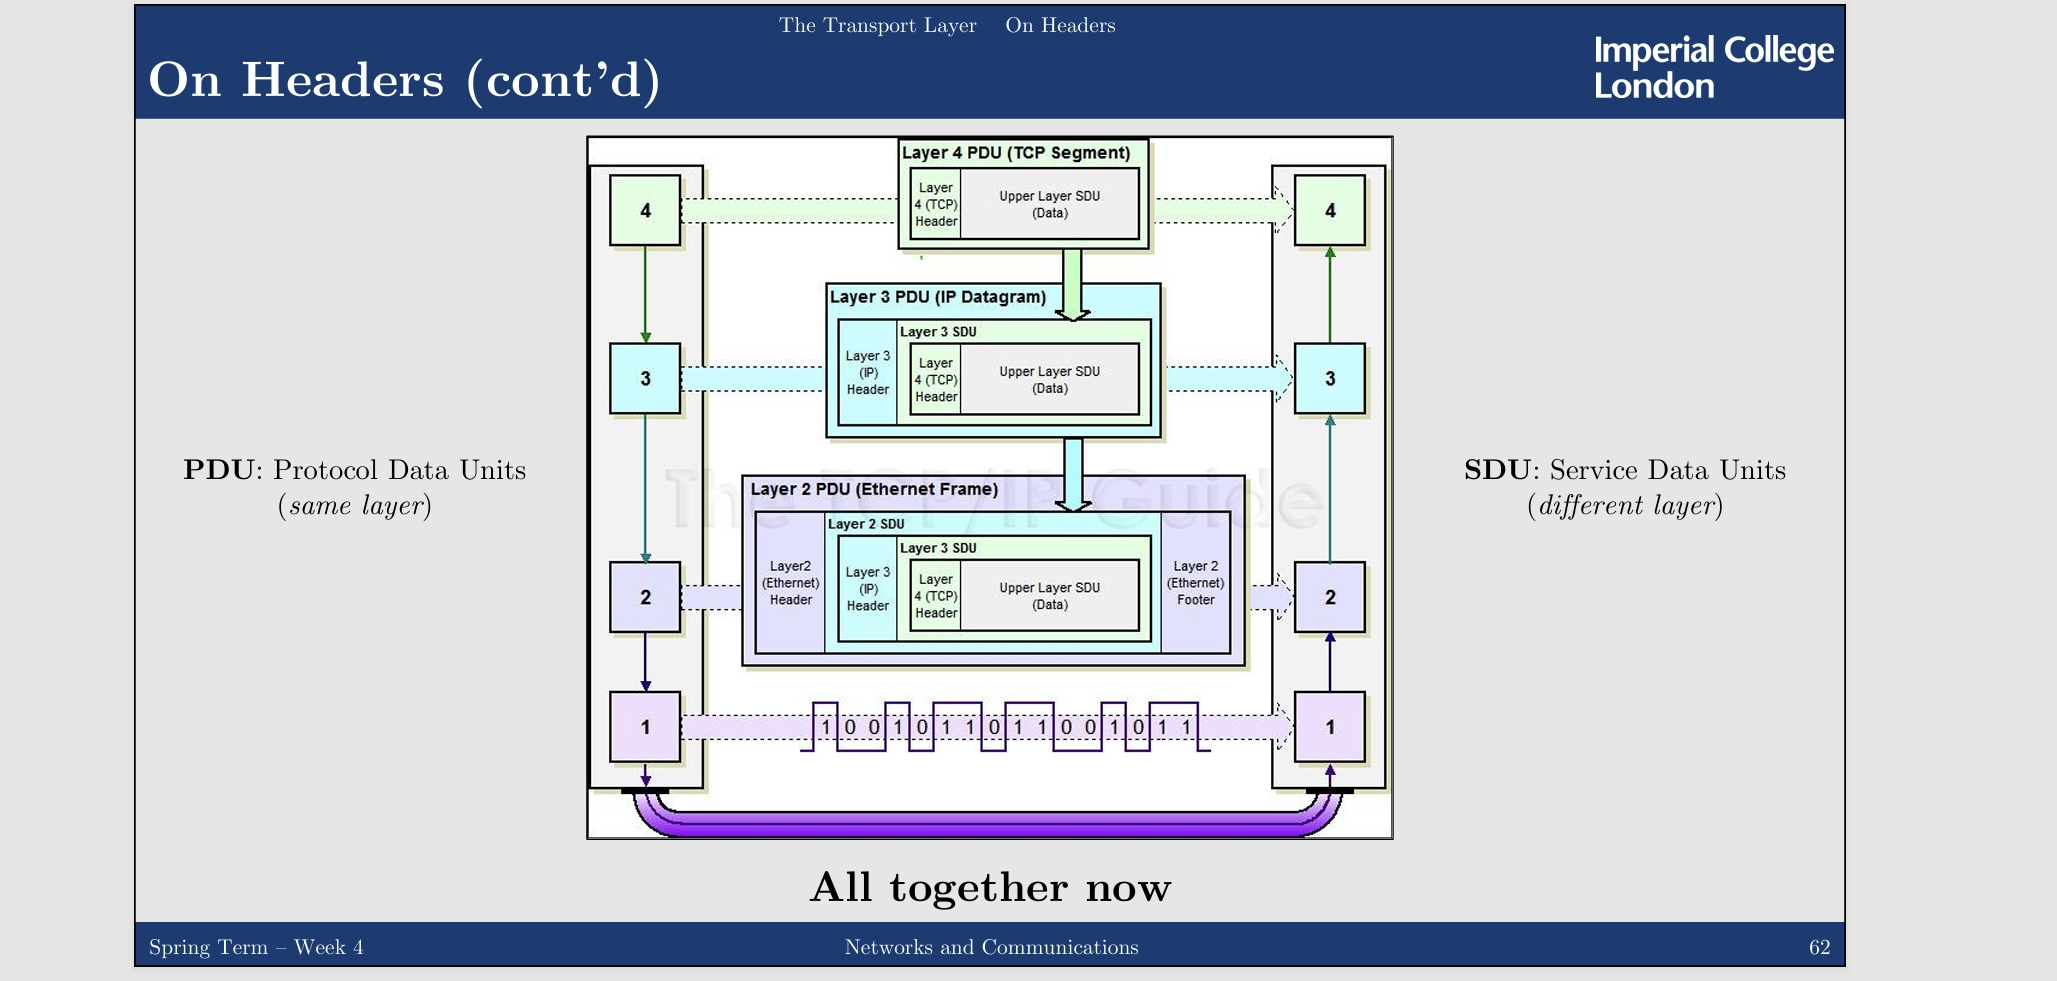 The Transport Layer On Headers
On Headers (cont'd)
Imperial College
London
Layer 4 PDU (TCP Segment)
Layer
4 (TCP)
Header
Upper Layer SDU
(Data)
4
4
Layer 3 PDU (IP Datagram)
Layer 3 SDU
Layer 3
(IP)
Header
Layer
4 (TCP)
Header
Upper Layer SDU
(Data)
3
3
PDU: Protocol Data Units
(same layer)
SDU: Service Data Units
(different layer)
The TCP/IP Guide
Layer 2 PDU (Ethernet Frame)
Layer 2 SDU
Layer 3 SDU
Layer2
(Ethernet)
Header
Layer 3
(IP)
Header
Layer
4 (TCP)
Header
Upper Layer SDU
(Data)
Layer 2
(Ethernet)
Footer
2
2
1
1 0 0 1 0 1 1 0 1 1 0 0 1 0 1 1
1
All together now
Spring Term – Week 4
Networks and Communications
62